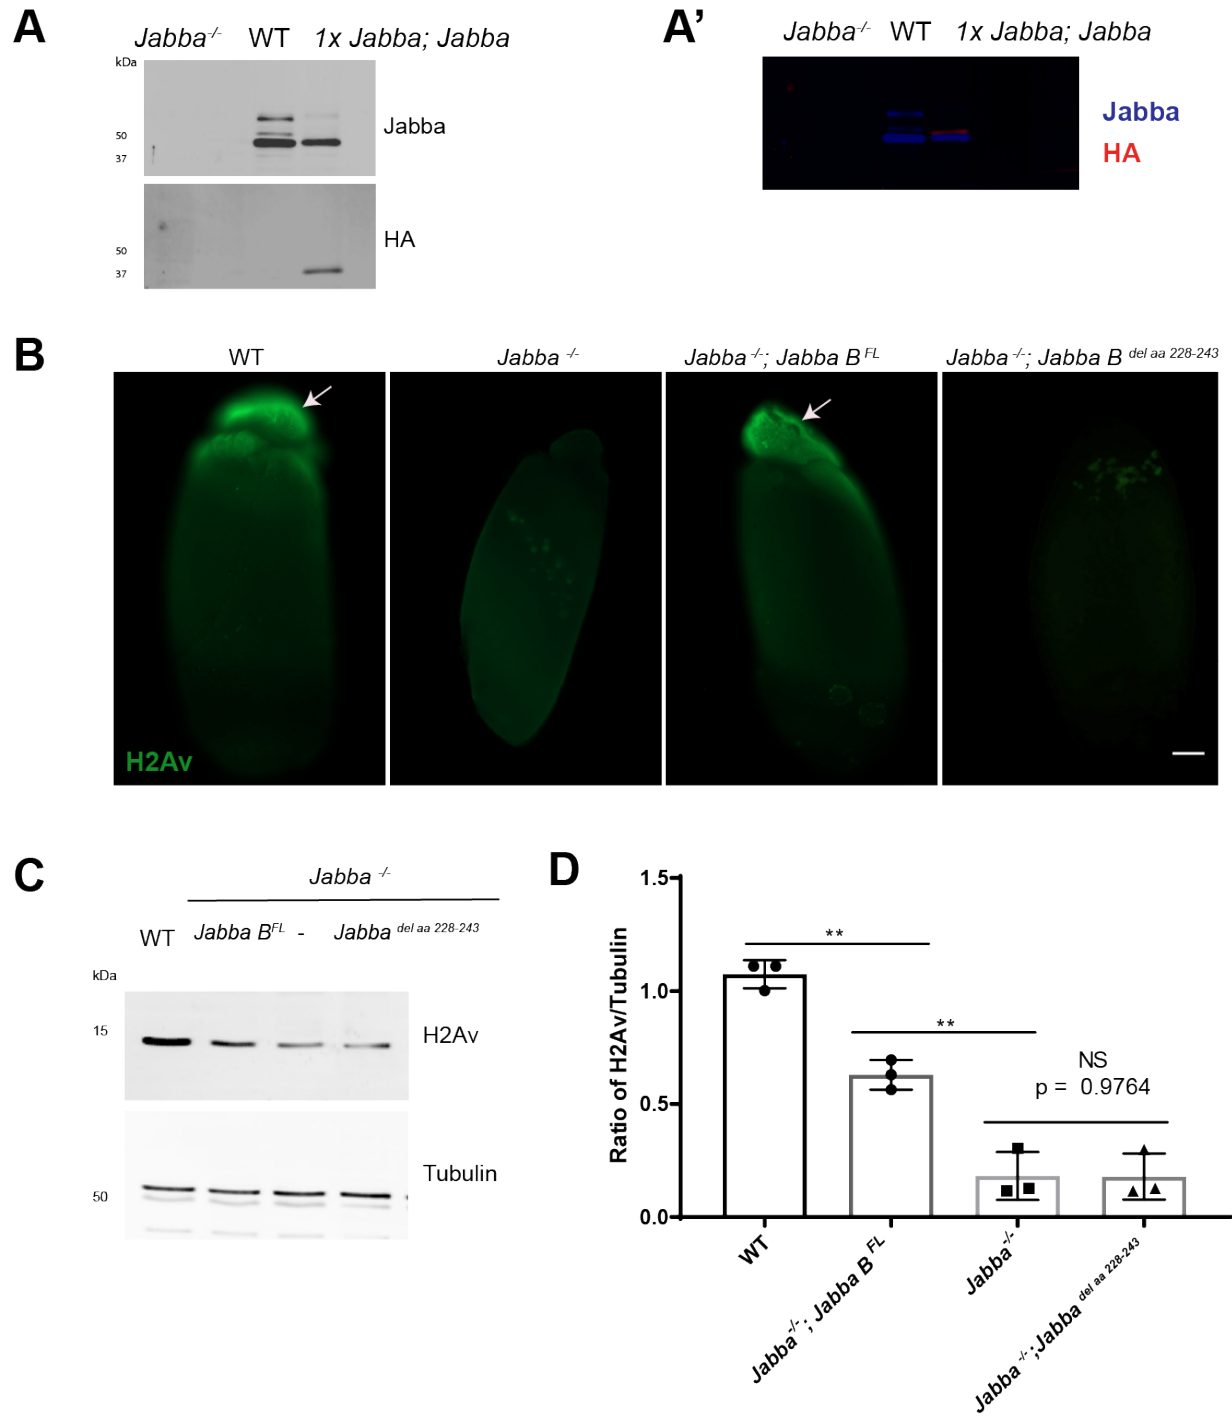 A
Jabba-/- WT 1x Jabba; Jabba
kDa
50
37
Jabba
50
37
HA
A'
Jabba-/- WT 1x Jabba; Jabba
Jabba
HA
B
WT
Jabba -/-
Jabba -/-; Jabba B FL
Jabba -/-; Jabba B del aa 228-243
H2Av
C
Jabba -/-
WT Jabba BFL - Jabba del aa 228-243
kDa
15
H2Av
50
Tubulin
D
Ratio of H2Av/Tubulin
1.5
1.0
0.5
0.0
**
**
NS
p = 0.9764
WT
Jabba-/-; Jabba B FL
Jabba-/-
Jabba -/-;Jabba del aa 228-243